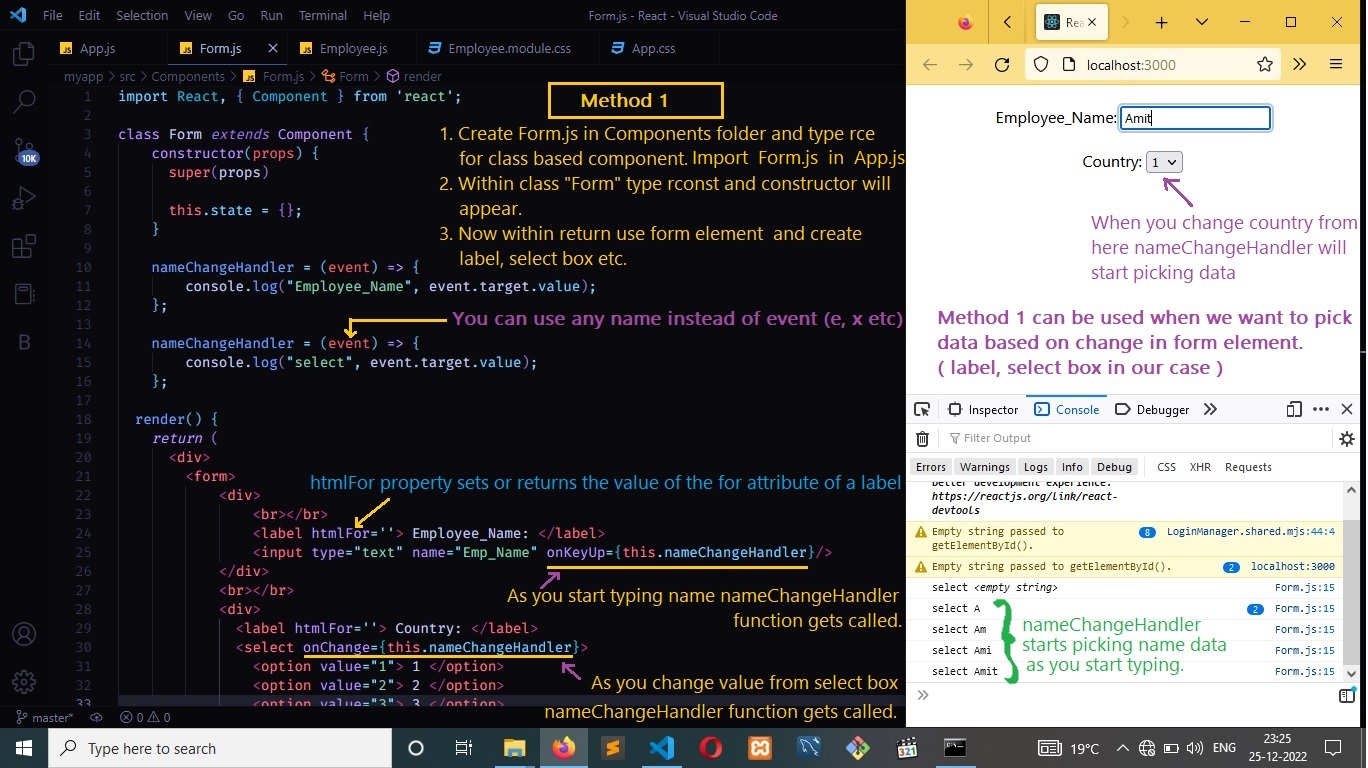 File Edit Selection View Go Run Terminal Help Form.js - React - Visual Studio Code
App.js Form.js Employee.js Employee.module.css App.css
myapp > src > Components > Form.js > Form > render
1 import React, { Component } from 'react';
2
3 class Form extends Component {
4 constructor(props) {
5 super(props)
6
7 this.state = {};
8 }
9
10 nameChangeHandler = (event) => {
11 console.log("Employee_Name", event.target.value);
12 };
13
14 nameChangeHandler = (event) => {
15 console.log("select", event.target.value);
16 };
17
18 render() {
19 return (
20 <div>
21 <form>
22 <div>
23 <br></br>
24 <label htmlFor=''> Employee_Name: </label>
25 <input type="text" name="Emp_Name" onKeyUp={this.nameChangeHandler}/>
26 </div>
27 <br></br>
28 <div>
29 <label htmlFor=''> Country: </label>
30 <select onChange={this.nameChangeHandler}>
31 <option value="1"> 1 </option>
32 <option value="2"> 2 </option>
33 <option value="3"> 3 </option>
Method 1
1. Create Form.js in Components folder and type rce
for class based component. Import Form.js in App.js
2. Within class "Form" type rconst and constructor will
appear.
3. Now within return use form element and create
label, select box etc.
You can use any name instead of event (e, x etc)
htmlFor property sets or returns the value of the for attribute of a label
As you start typing name nameChangeHandler
function gets called.
As you change value from select box
nameChangeHandler function gets called.
10K
B
master* 0 0
Rea
localhost:3000
Employee_Name: Amit
Country: 1
When you change country from
here nameChangeHandler will
start picking data
Method 1 can be used when we want to pick
data based on change in form element.
( label, select box in our case )
Inspector Console Debugger
Filter Output
Errors Warnings Logs Info Debug CSS XHR Requests
better development experience:
https://reactjs.org/link/react-
devtools
Empty string passed to 8 LoginManager.shared.mjs:44:4
getElementById().
Empty string passed to getElementById(). 2 localhost:3000
select <empty string> Form.js:15
select A 2 Form.js:15
select Am Form.js:15
select Ami Form.js:15
select Amit Form.js:15
nameChangeHandler
starts picking name data
as you start typing.
Type here to search
321
19°C ENG 23:25
25-12-2022